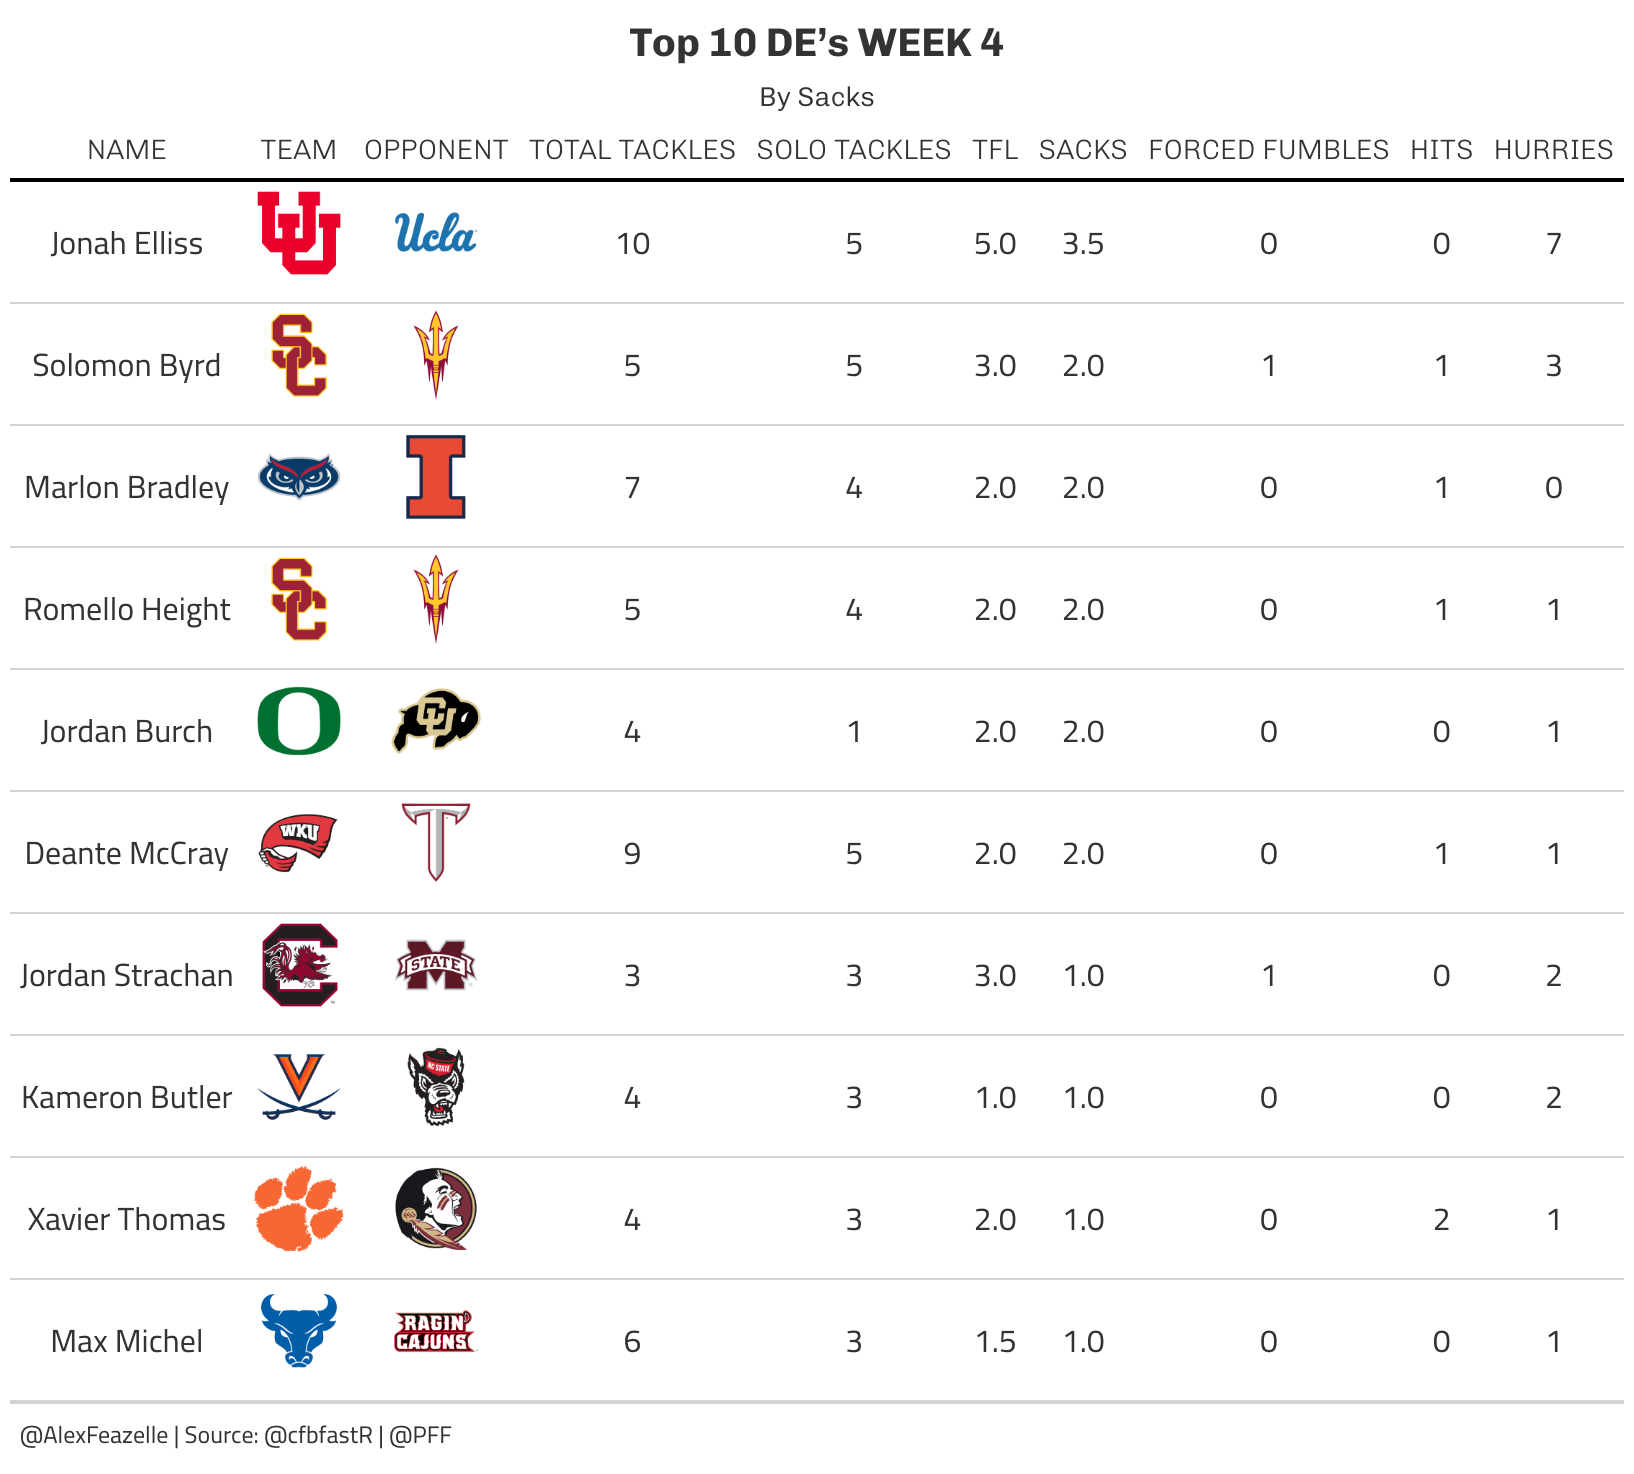 Top 10 DE’s WEEK 4
By Sacks
NAME TEAM OPPONENT TOTAL TACKLES SOLO TACKLES TFL SACKS FORCED FUMBLES HITS HURRIES
Jonah Elliss UU Ucla 10 5 5.0 3.5 0 0 7
Solomon Byrd SC 5 5 3.0 2.0 1 1 3
Marlon Bradley I 7 4 2.0 2.0 0 1 0
Romello Height SC 5 4 2.0 2.0 0 1 1
Jordan Burch O CU 4 1 2.0 2.0 0 0 1
Deante McCray WKU T 9 5 2.0 2.0 0 1 1
Jordan Strachan C M STATE 3 3 3.0 1.0 1 0 2
Kameron Butler V NC STATE 4 3 1.0 1.0 0 0 2
Xavier Thomas 4 3 2.0 1.0 0 2 1
Max Michel RAGIN' CAJUNS 6 3 1.5 1.0 0 0 1
@AlexFeazelle | Source: @cfbfastR | @PFF